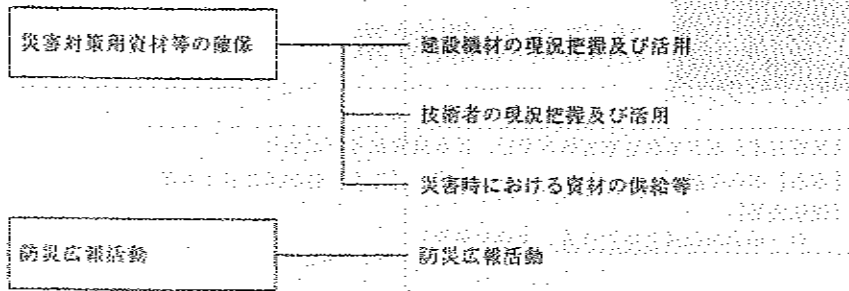 災害対策用資材等の確保
建設機材の現況把握及び活用
技術者の現況把握及び活用
災害時における資材の供給等
防災広報活動
防災広報活動